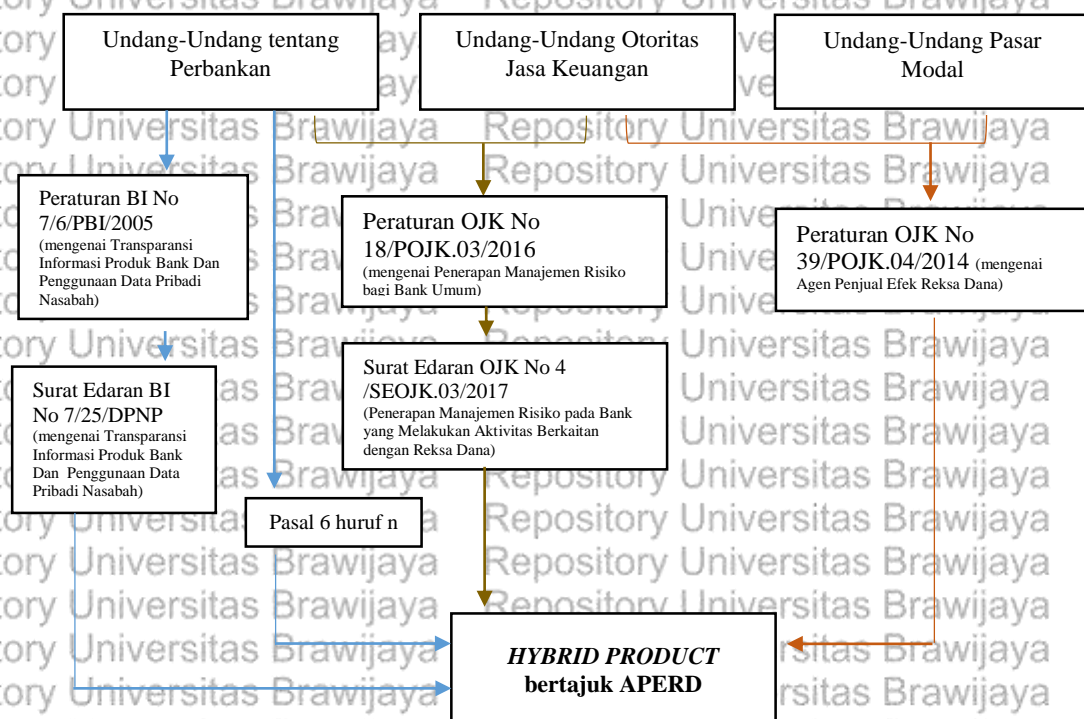 Undang-Undang tentang
Perbankan
Undang-Undang Otoritas
Jasa Keuangan
Undang-Undang Pasar
Modal
Peraturan BI No
7/6/PBI/2005
(mengenai Transparansi
Informasi Produk Bank Dan
Penggunaan Data Pribadi
Nasabah)
Peraturan OJK No
18/POJK.03/2016
(mengenai Penerapan Manajemen Risiko
bagi Bank Umum)
Peraturan OJK No
39/POJK.04/2014 (mengenai
Agen Penjual Efek Reksa Dana)
Surat Edaran BI
No 7/25/DPNP
(mengenai Transparansi
Informasi Produk Bank
Dan Penggunaan Data
Pribadi Nasabah)
Surat Edaran OJK No 4
/SEOJK.03/2017
(Penerapan Manajemen Risiko pada Bank
yang Melakukan Aktivitas Berkaitan
dengan Reksa Dana)
Pasal 6 huruf n
HYBRID PRODUCT
bertajuk APERD
Repository Universitas Brawijaya